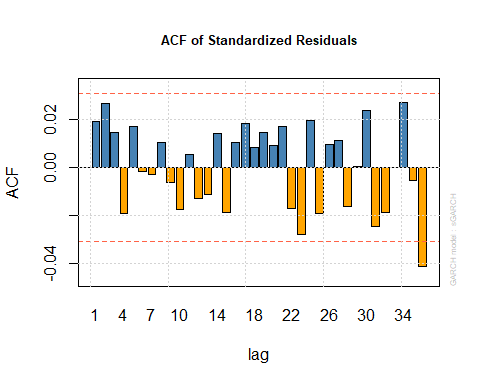 ACF of Standardized Residuals
ACF
0.02
0.00
-0.04
1 4 7 10 14 18 22 26 30 34
lag
GARCH model : sGARCH